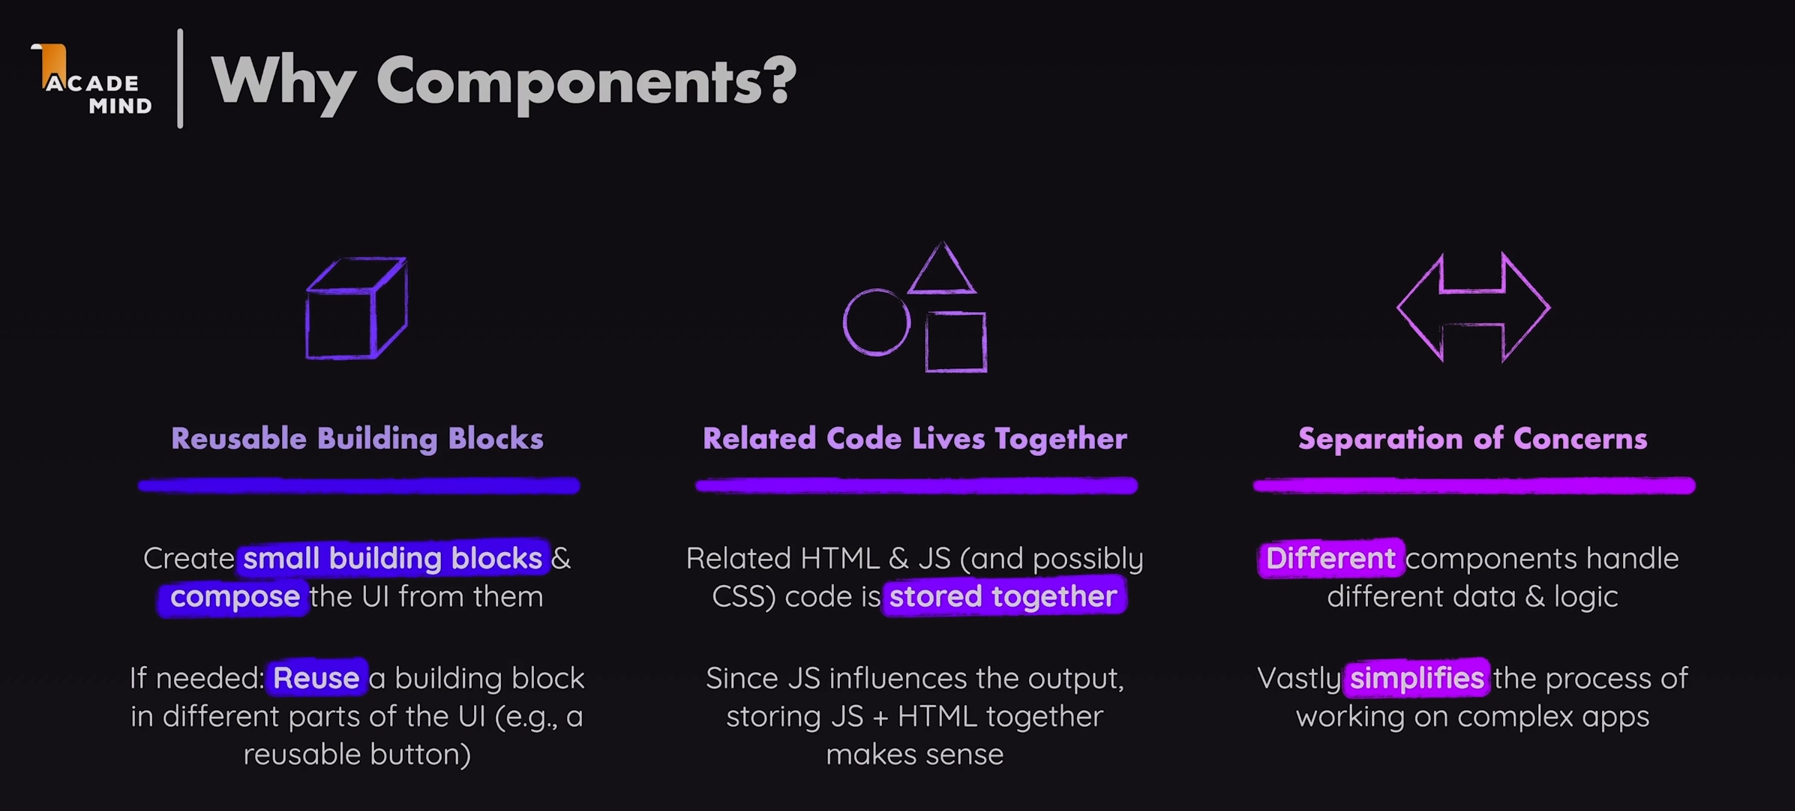 ACADE
MIND
Why Components?
Reusable Building Blocks
Create small building blocks &
compose the UI from them
If needed: Reuse a building block
in different parts of the UI (e.g., a
reusable button)
Related Code Lives Together
Related HTML & JS (and possibly
CSS) code is stored together
Since JS influences the output,
storing JS + HTML together
makes sense
Separation of Concerns
Different components handle
different data & logic
Vastly simplifies the process of
working on complex apps